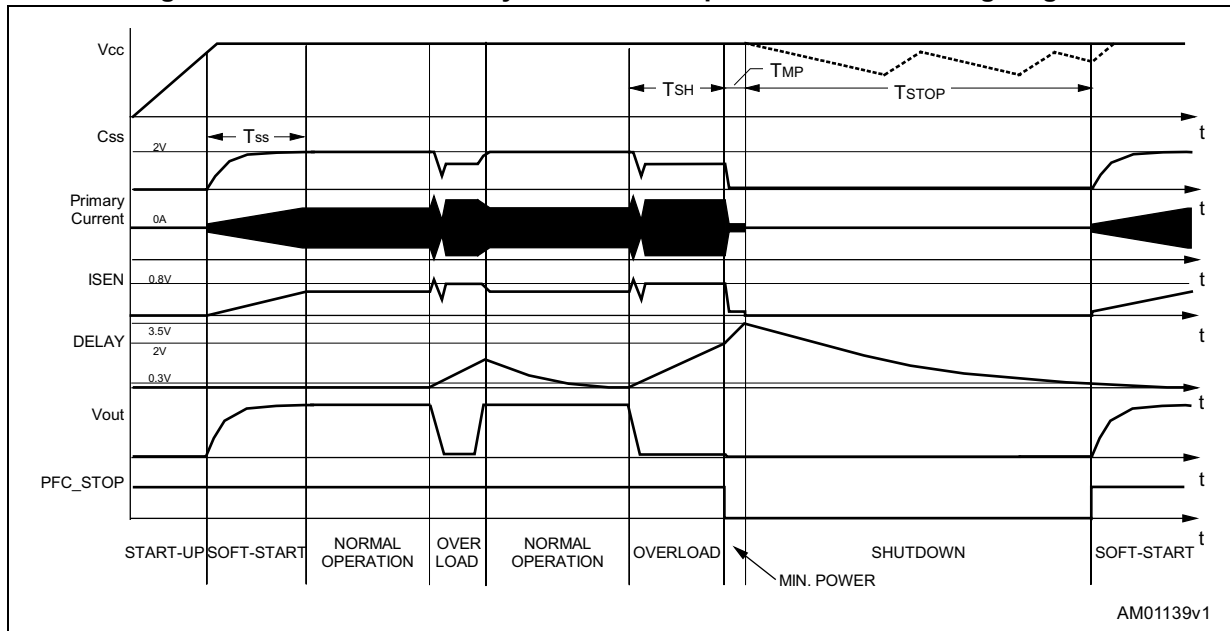 Vcc
TMP
TSH
TSTOP
t
Css
2V
Tss
t
Primary
Current
0A
t
ISEN
0.8V
t
DELAY
3.5V
2V
0.3V
t
Vout
t
PFC_STOP
t
START-UP
SOFT-START
NORMAL
OPERATION
OVER
LOAD
NORMAL
OPERATION
OVERLOAD
MIN. POWER
SHUTDOWN
SOFT-START
AM01139v1